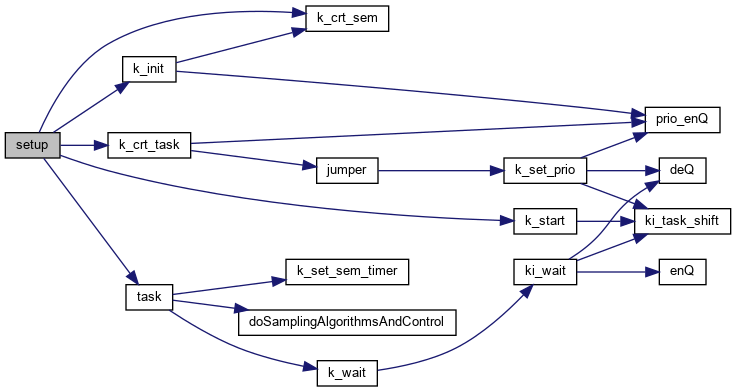 k_crt_sem
k_init
prio_enQ
setup
k_crt_task
jumper
k_set_prio
deQ
k_start
ki_task_shift
k_set_sem_timer
ki_wait
enQ
task
doSamplingAlgorithmsAndControl
k_wait